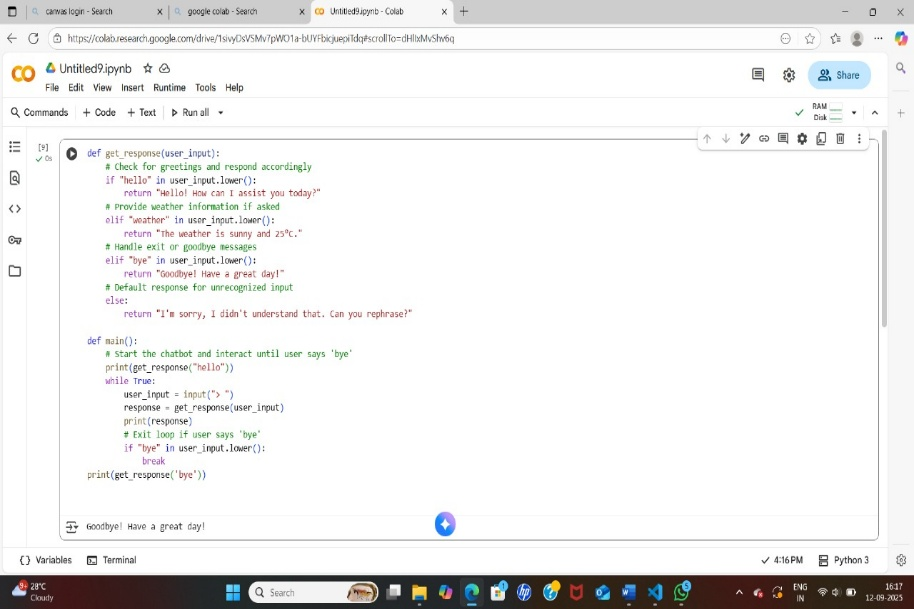 canvas login - Search
google colab - Search
Untitled9.ipynb - Colab
https://colab.research.google.com/drive/1sivyDsVSMv7pWO1a-bUYFbicjuepiTdq#scrollTo=dHllxMvShv6q
CO
Untitled9.ipynb
File Edit View Insert Runtime Tools Help
Share
Commands + Code + Text Run all
RAM
Disk
[9]
0s
def get_response(user_input):
    # Check for greetings and respond accordingly
    if "hello" in user_input.lower():
        return "Hello! How can I assist you today?"
    # Provide weather information if asked
    elif "weather" in user_input.lower():
        return "The weather is sunny and 25°C."
    # Handle exit or goodbye messages
    elif "bye" in user_input.lower():
        return "Goodbye! Have a great day!"
    # Default response for unrecognized input
    else:
        return "I'm sorry, I didn't understand that. Can you rephrase?"
def main():
    # Start the chatbot and interact until user says 'bye'
    print(get_response("hello"))
    while True:
        user_input = input("> ")
        response = get_response(user_input)
        print(response)
        # Exit loop if user says 'bye'
        if "bye" in user_input.lower():
            break
print(get_response('bye'))
Goodbye! Have a great day!
Variables Terminal
4:16 PM Python 3
28°C
Cloudy
Search
ENG
IN
16:17
12-09-2025